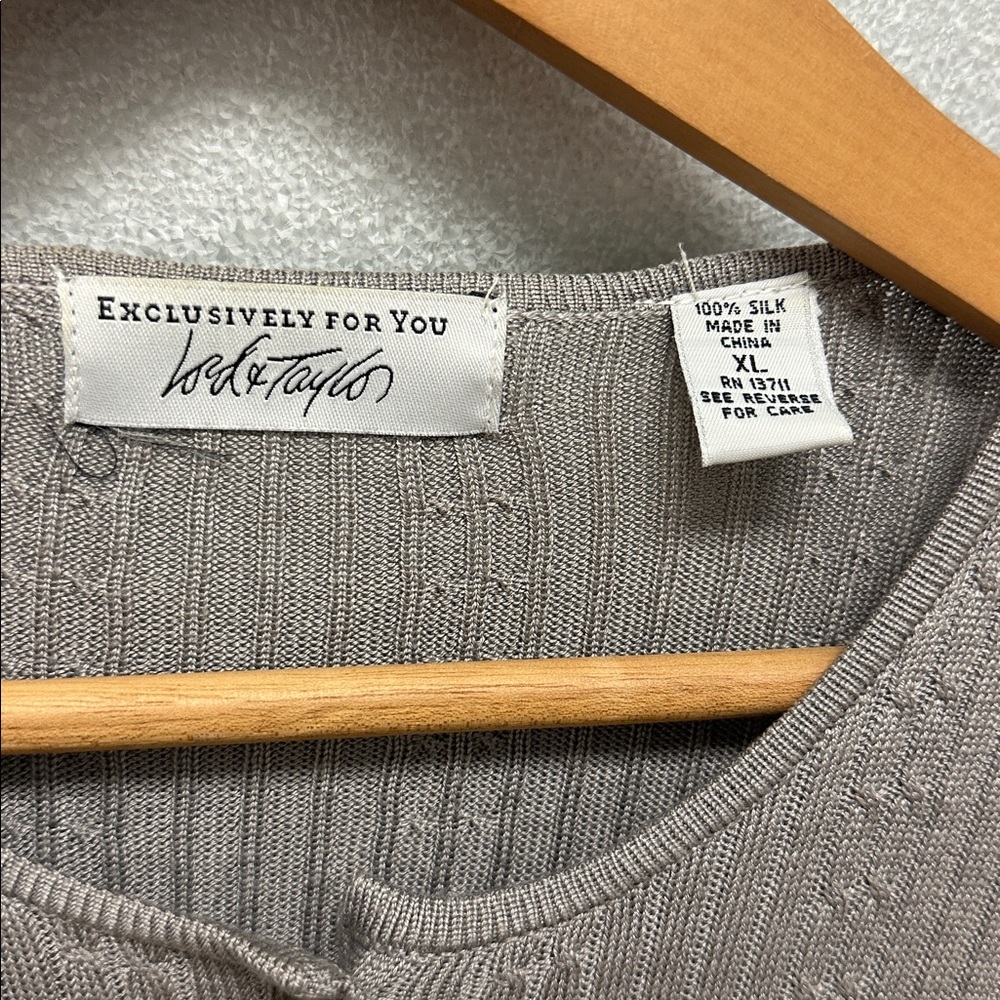 EXCLUSIVELY FOR YOU
Lord & Taylor
100% SILK
MADE IN
CHINA
XL
RN 13711
SEE REVERSE
FOR CARE